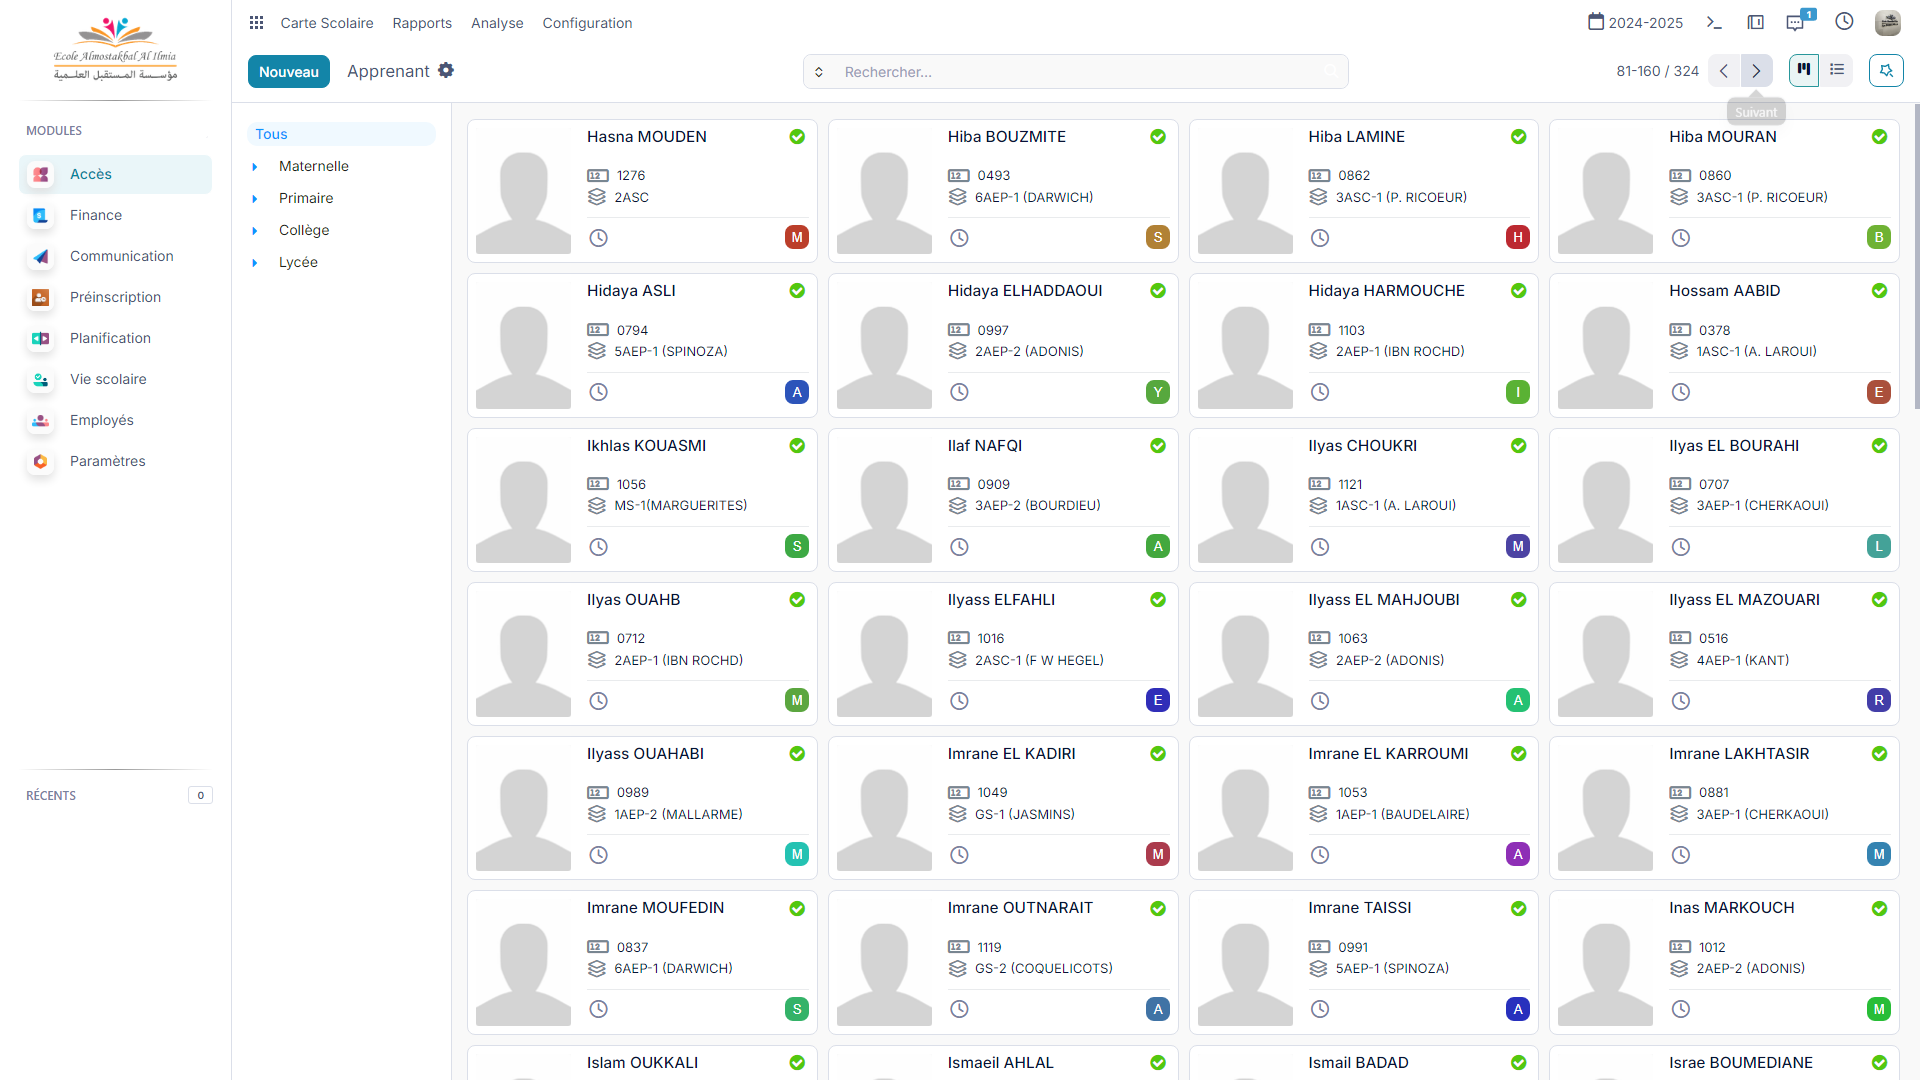 Ecole Almostakbal Al Ilmia
مؤسسة المستقبل العلمية
Carte Scolaire Rapports Analyse Configuration
2024-2025
1
Nouveau
Apprenant
Rechercher...
81-160 / 324
Suivant
MODULES
Accès
Finance
Communication
Préinscription
Planification
Vie scolaire
Employés
Paramètres
RÉCENTS 0
Tous
Maternelle
Primaire
Collège
Lycée
Hasna MOUDEN
1276
2ASC
M
Hiba BOUZMITE
0493
6AEP-1 (DARWICH)
S
Hiba LAMINE
0862
3ASC-1 (P. RICOEUR)
H
Hiba MOURAN
0860
3ASC-1 (P. RICOEUR)
B
Hidaya ASLI
0794
5AEP-1 (SPINOZA)
A
Hidaya ELHADDAOUI
0997
2AEP-2 (ADONIS)
Y
Hidaya HARMOUCHE
1103
2AEP-1 (IBN ROCHD)
I
Hossam AABID
0378
1ASC-1 (A. LAROUI)
E
Ikhlas KOUASMI
1056
MS-1(MARGUERITES)
S
Ilaf NAFQI
0909
3AEP-2 (BOURDIEU)
A
Ilyas CHOUKRI
1121
1ASC-1 (A. LAROUI)
M
Ilyas EL BOURAHI
0707
3AEP-1 (CHERKAOUI)
L
Ilyas OUAHB
0712
2AEP-1 (IBN ROCHD)
M
Ilyass ELFAHLI
1016
2ASC-1 (F W HEGEL)
E
Ilyass EL MAHJOUBI
1063
2AEP-2 (ADONIS)
A
Ilyass EL MAZOUARI
0516
4AEP-1 (KANT)
R
Ilyass OUAHABI
0989
1AEP-2 (MALLARME)
M
Imrane EL KADIRI
1049
GS-1 (JASMINS)
M
Imrane EL KARROUMI
1053
1AEP-1 (BAUDELAIRE)
A
Imrane LAKHTASIR
0881
3AEP-1 (CHERKAOUI)
M
Imrane MOUFEDIN
0837
6AEP-1 (DARWICH)
S
Imrane OUTNARAIT
1119
GS-2 (COQUELICOTS)
A
Imrane TAISSI
0991
5AEP-1 (SPINOZA)
A
Inas MARKOUCH
1012
2AEP-2 (ADONIS)
M
Islam OUKKALI
Ismaeil AHLAL
Ismail BADAD
Israe BOUMEDIANE